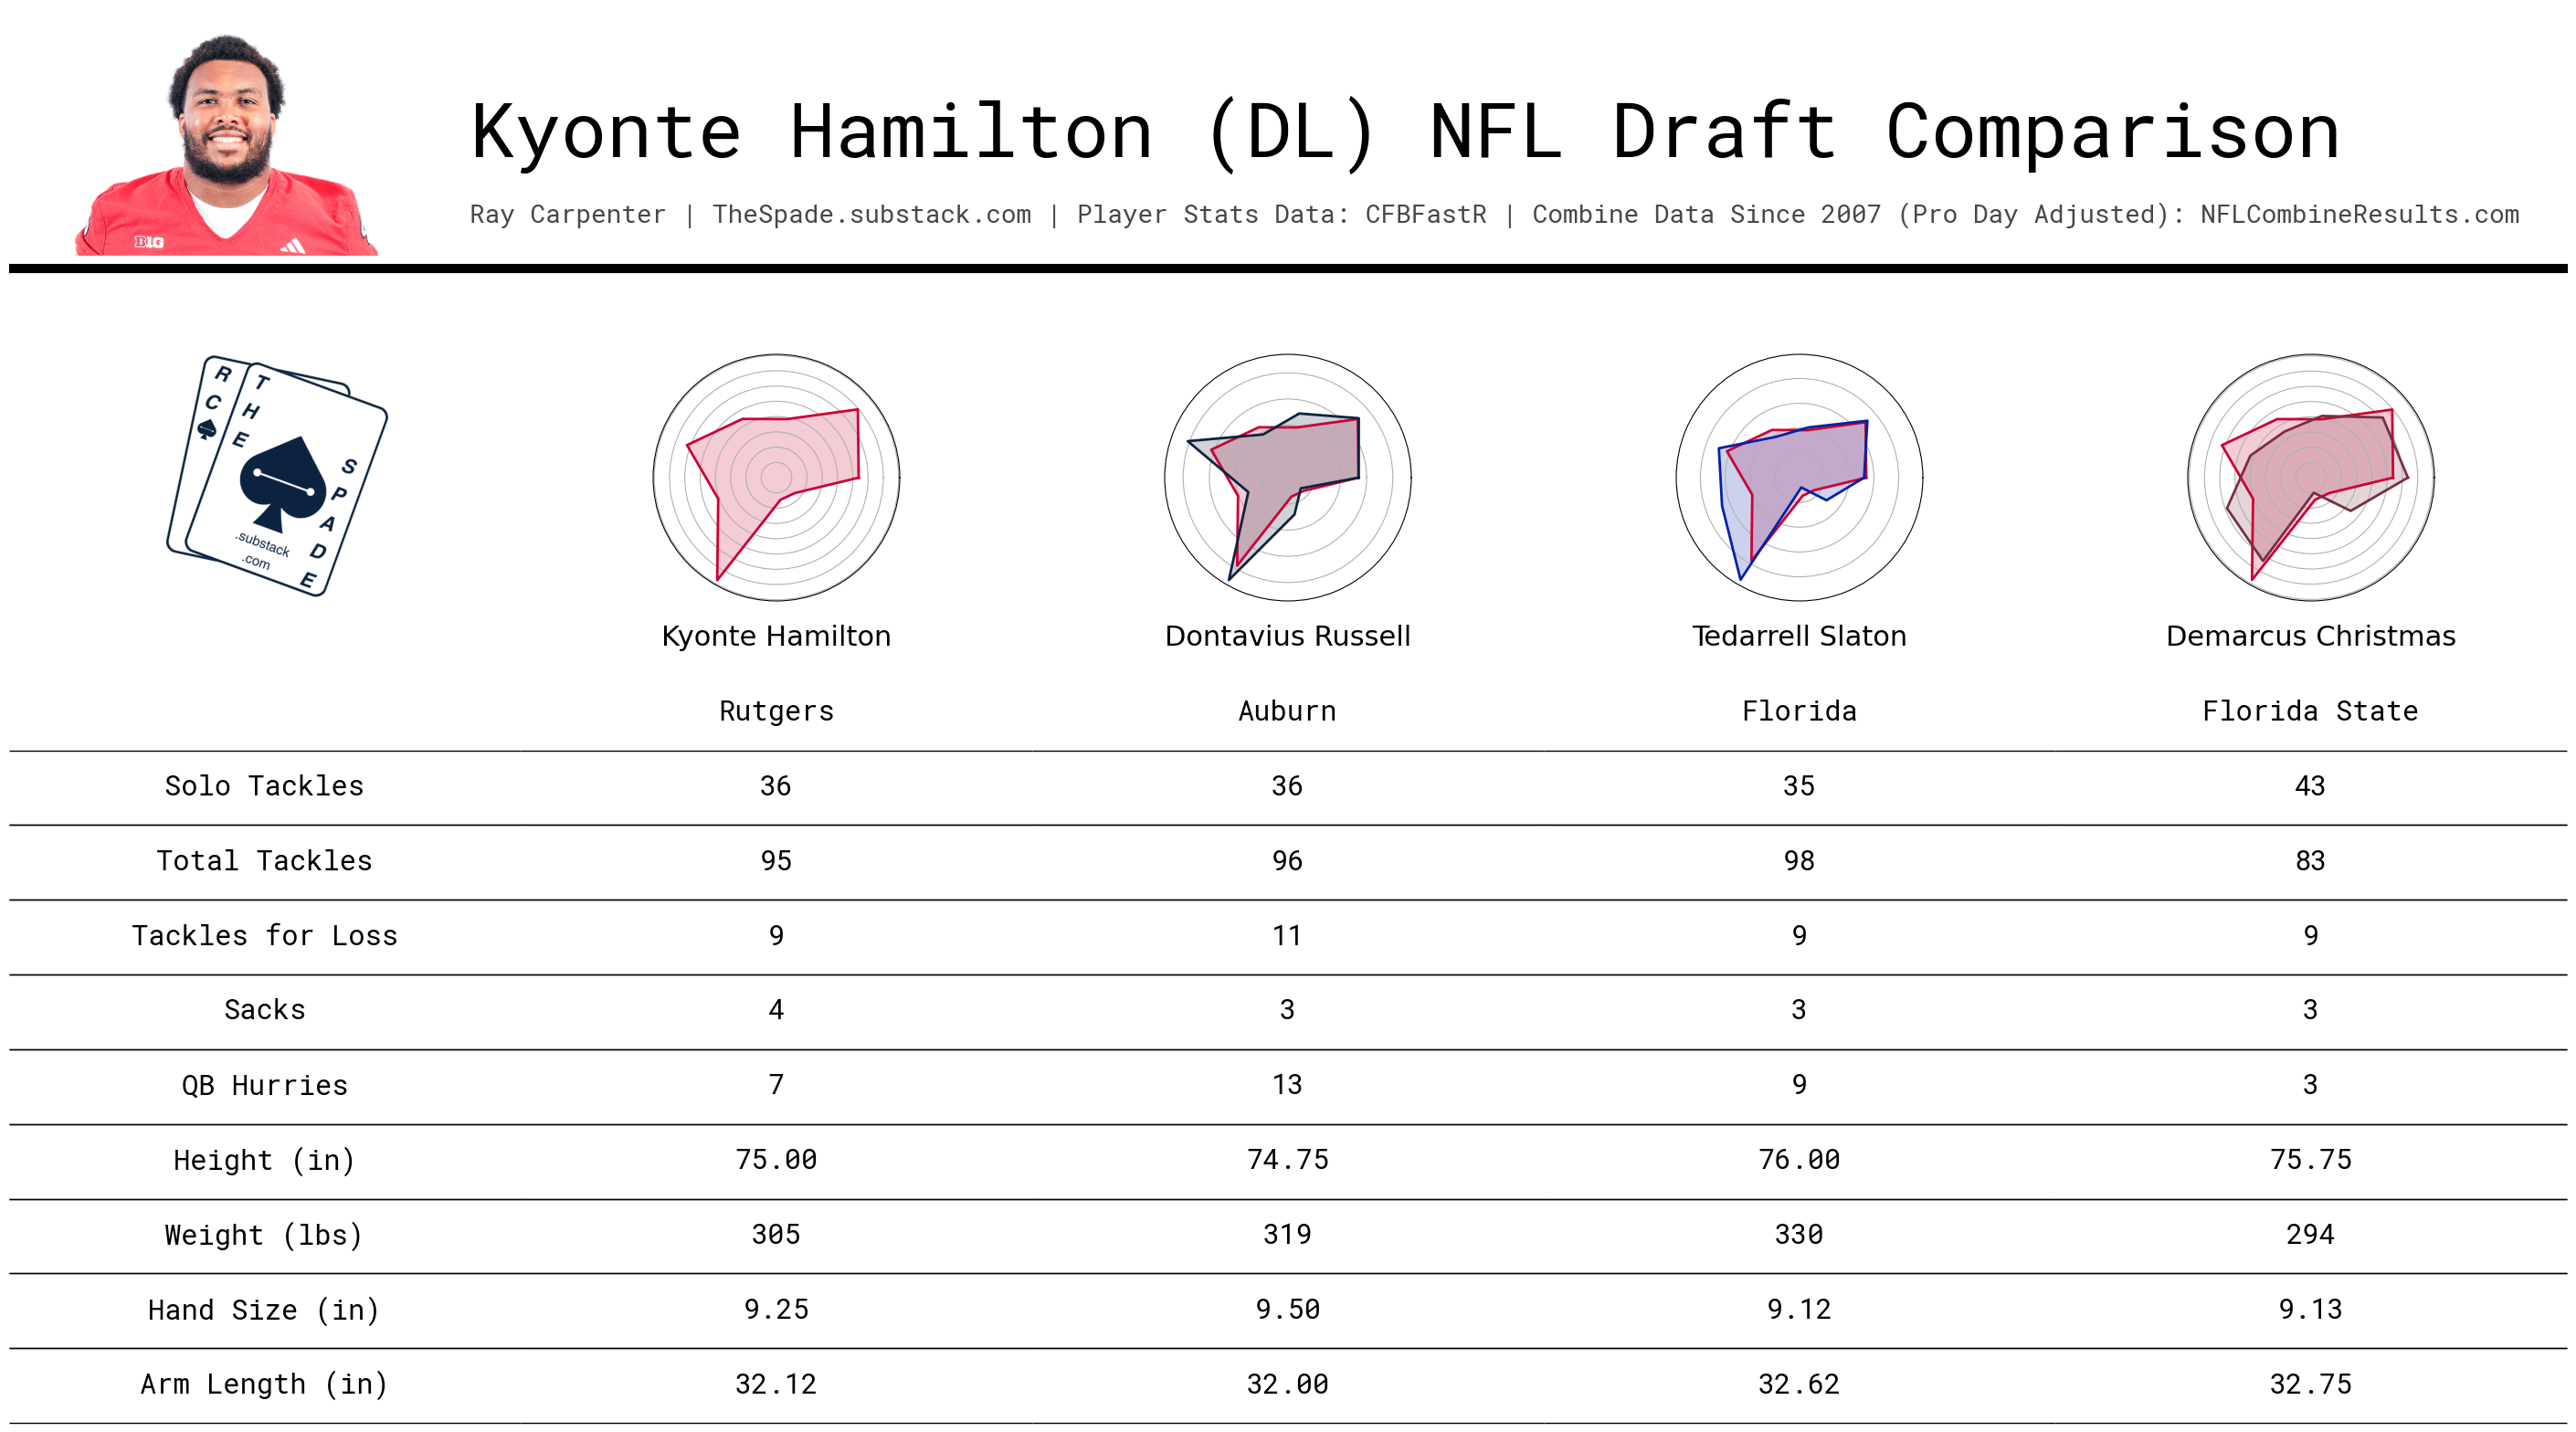 Kyonte Hamilton (DL) NFL Draft Comparison
Ray Carpenter | TheSpade.substack.com | Player Stats Data: CFBFastR | Combine Data Since 2007 (Pro Day Adjusted): NFLCombineResults.com
B1G
RC
THE
SPADE
.substack
.com
Kyonte Hamilton Dontavius Russell Tedarrell Slaton Demarcus Christmas
Rutgers Auburn Florida Florida State
Solo Tackles 36 36 35 43
Total Tackles 95 96 98 83
Tackles for Loss 9 11 9 9
Sacks 4 3 3 3
QB Hurries 7 13 9 3
Height (in) 75.00 74.75 76.00 75.75
Weight (lbs) 305 319 330 294
Hand Size (in) 9.25 9.50 9.12 9.13
Arm Length (in) 32.12 32.00 32.62 32.75